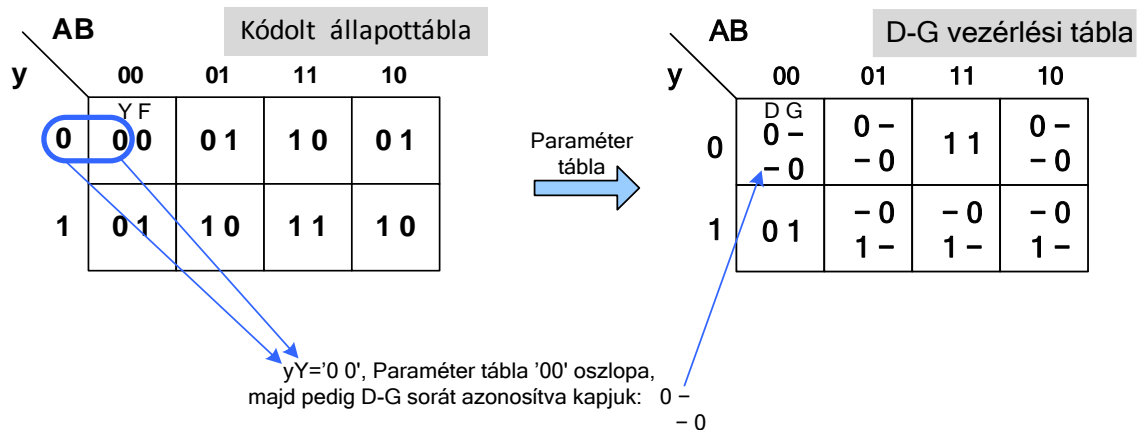 AB
Kódolt állapottábla
y
00 01 11 10
Y F
0 0 0 0 1 1 0 0 1
1 0 1 1 0 1 1 1 0
Paraméter
tábla
AB
D-G vezérlési tábla
y
00 01 11 10
D G
0 0 – 0 – 1 1 0 –
– 0 – 0 – 0
1 0 1 – 0 – 0 – 0
1 – 1 – 1 –
yY='0 0', Paraméter tábla '00' oszlopa,
majd pedig D-G sorát azonosítva kapjuk: 0 –
– 0